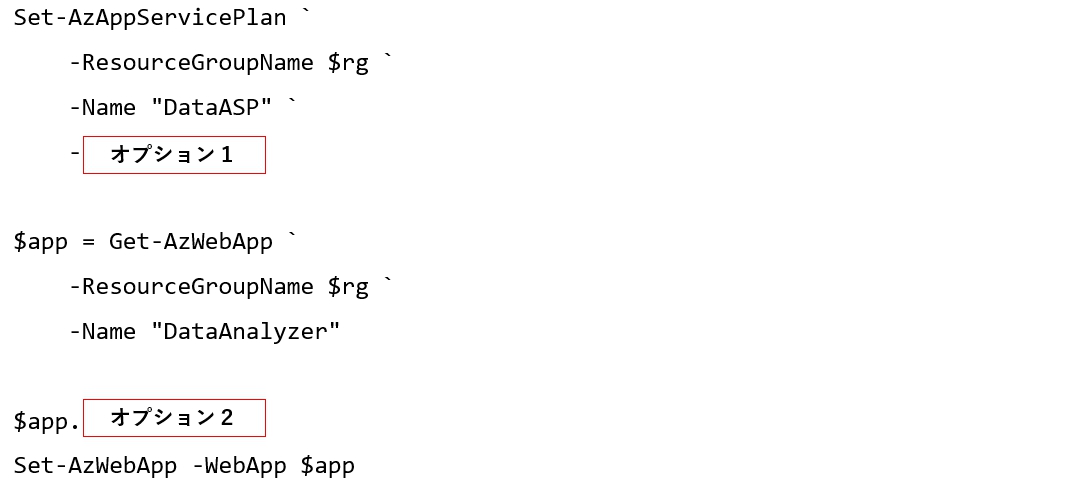 Set-AzAppServicePlan `
-ResourceGroupName $rg `
-Name "DataASP" `
-オプション1
$app = Get-AzWebApp `
-ResourceGroupName $rg `
-Name "DataAnalyzer"
$app.オプション2
Set-AzWebApp -WebApp $app